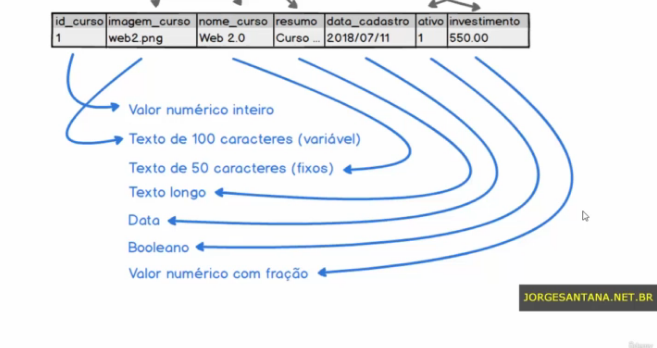 id_curso imagem_curso nome_curso resumo data_cadastro ativo investimento
1 web2.png Web 2.0 Curso ... 2018/07/11 1 550.00
Valor numérico inteiro
Texto de 100 caracteres (variável)
Texto de 50 caracteres (fixos)
Texto longo
Data
Booleano
Valor numérico com fração
JORGESANTANA.NET.BR